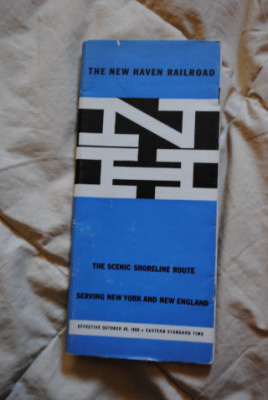 THE NEW HAVEN RAILROAD
N
H
THE SCENIC SHORELINE ROUTE
SERVING NEW YORK AND NEW ENGLAND
EFFECTIVE OCTOBER EASTERN STANDARD TIME